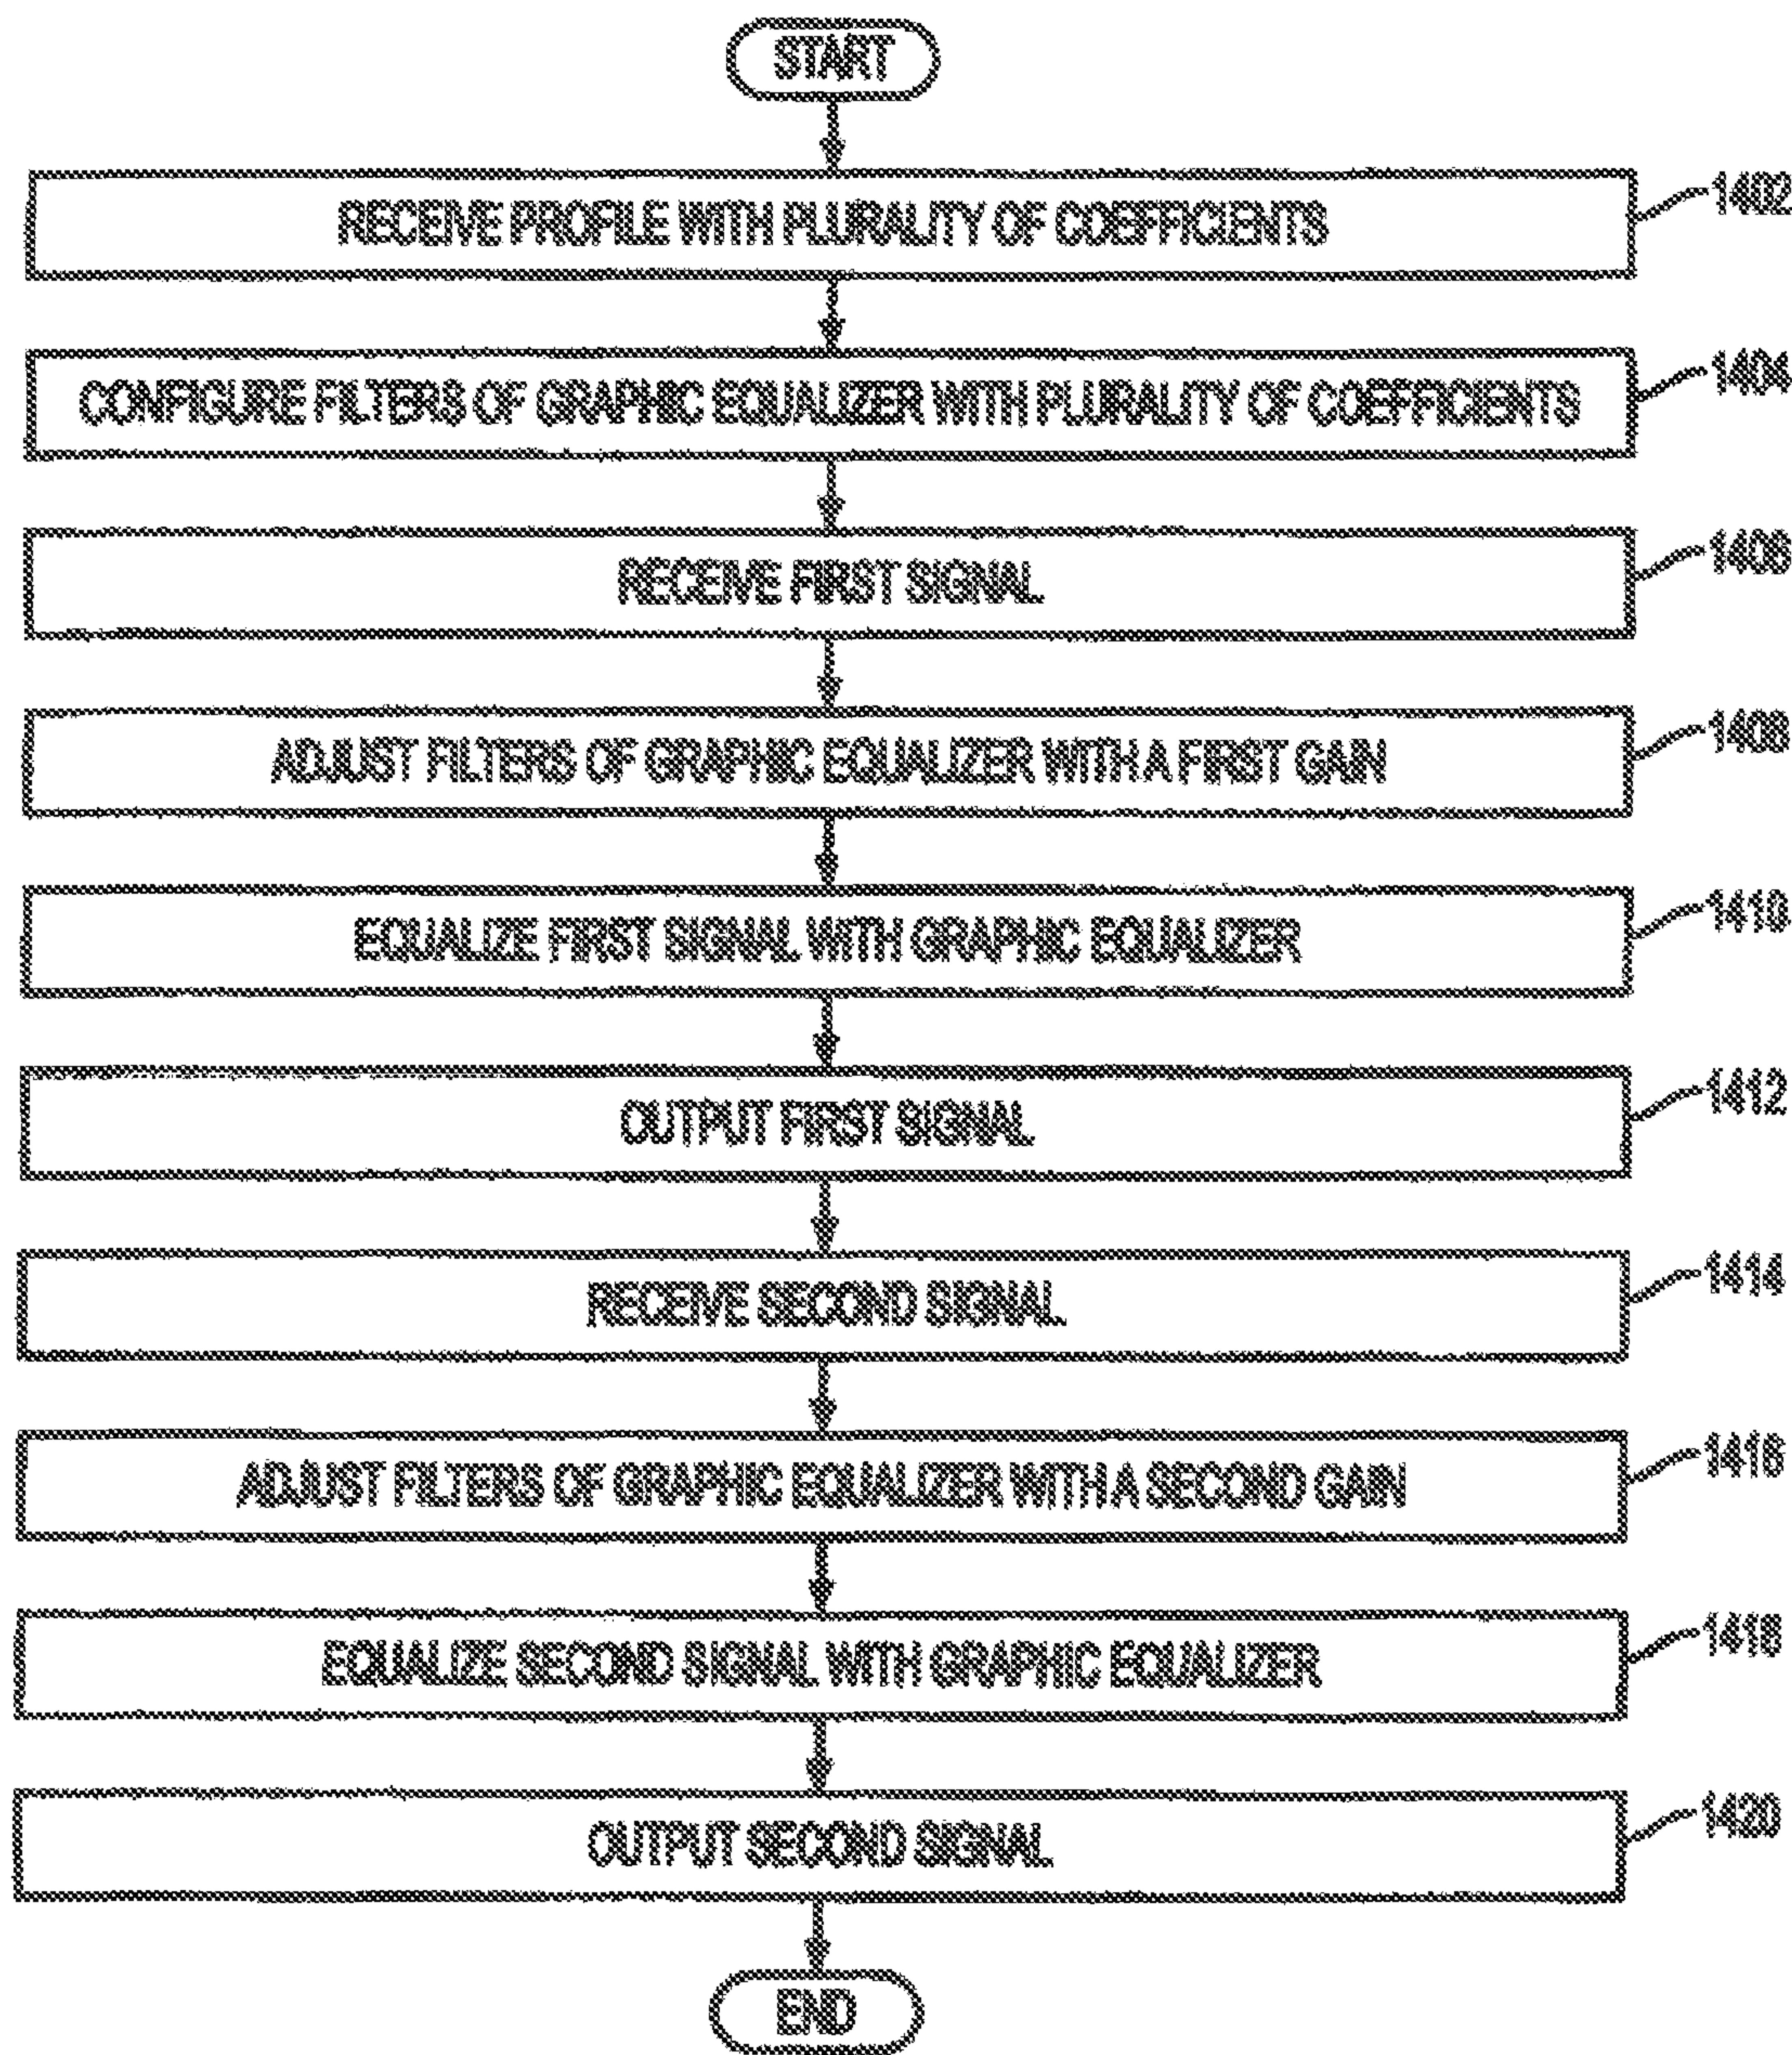 START
RECEIVE PROFILE WITH PLURALITY OF COEFFICIENTS
1402
CONFIGURE FILTERS OF GRAPHIC EQUALIZER WITH PLURALITY OF COEFFICIENTS
1404
RECEIVE FIRST SIGNAL
1406
ADJUST FILTERS OF GRAPHIC EQUALIZER WITH A FIRST GAIN
1408
EQUALIZE FIRST SIGNAL WITH GRAPHIC EQUALIZER
1410
OUTPUT FIRST SIGNAL
1412
RECEIVE SECOND SIGNAL
1414
ADJUST FILTERS OF GRAPHIC EQUALIZER WITH A SECOND GAIN
1416
EQUALIZE SECOND SIGNAL WITH GRAPHIC EQUALIZER
1418
OUTPUT SECOND SIGNAL
1420
END